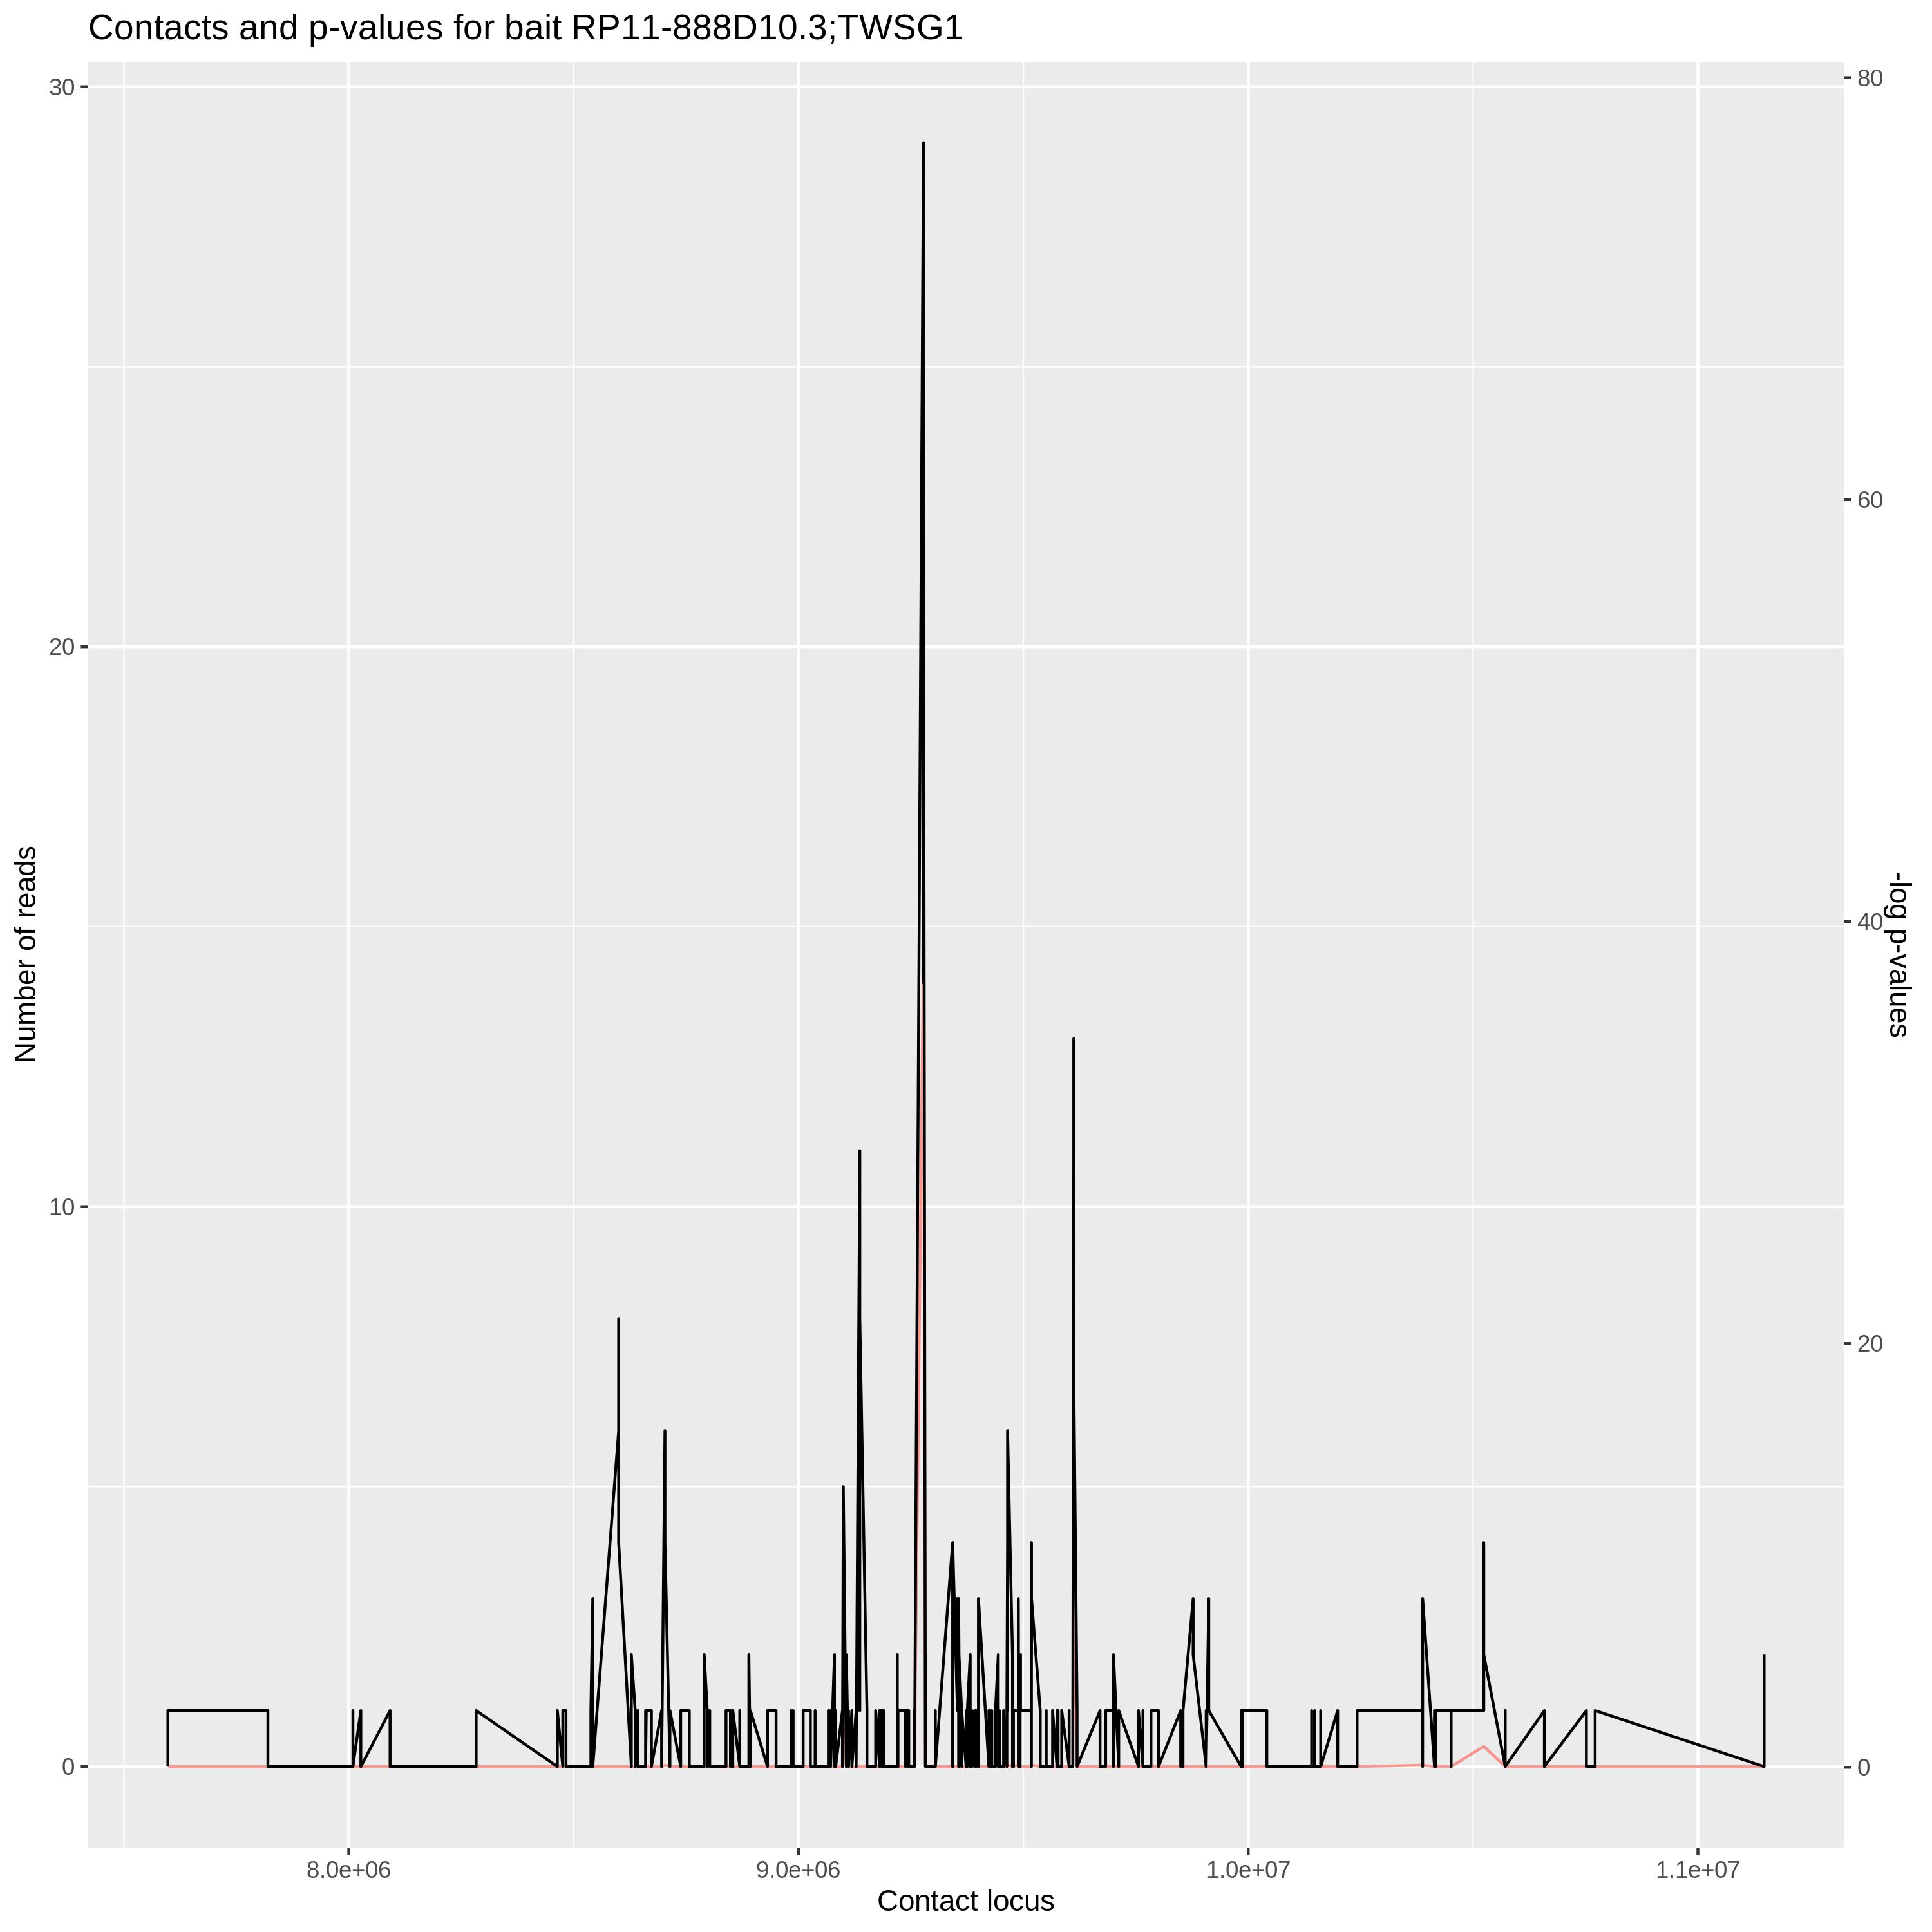 Contacts and p-values for bait RP11-888D10.3;TWSG1
30
20
10
0
Number of reads
80
60
40
20
0
-log p-values
8.0e+06
9.0e+06
1.0e+07
1.1e+07
Contact locus